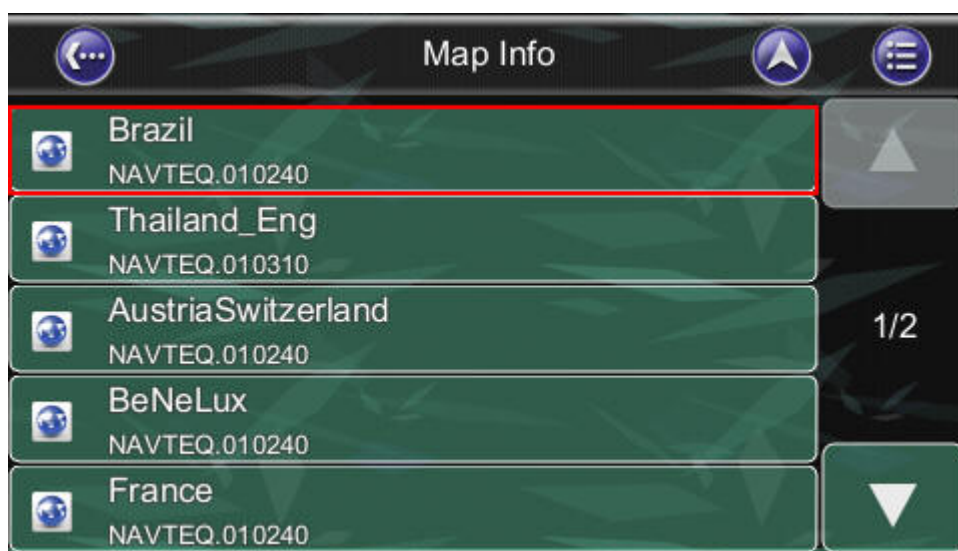 Map Info
Brazil
NAVTEQ.010240
Thailand_Eng
NAVTEQ.010310
AustriaSwitzerland
NAVTEQ.010240
1/2
BeNeLux
NAVTEQ.010240
France
NAVTEQ.010240